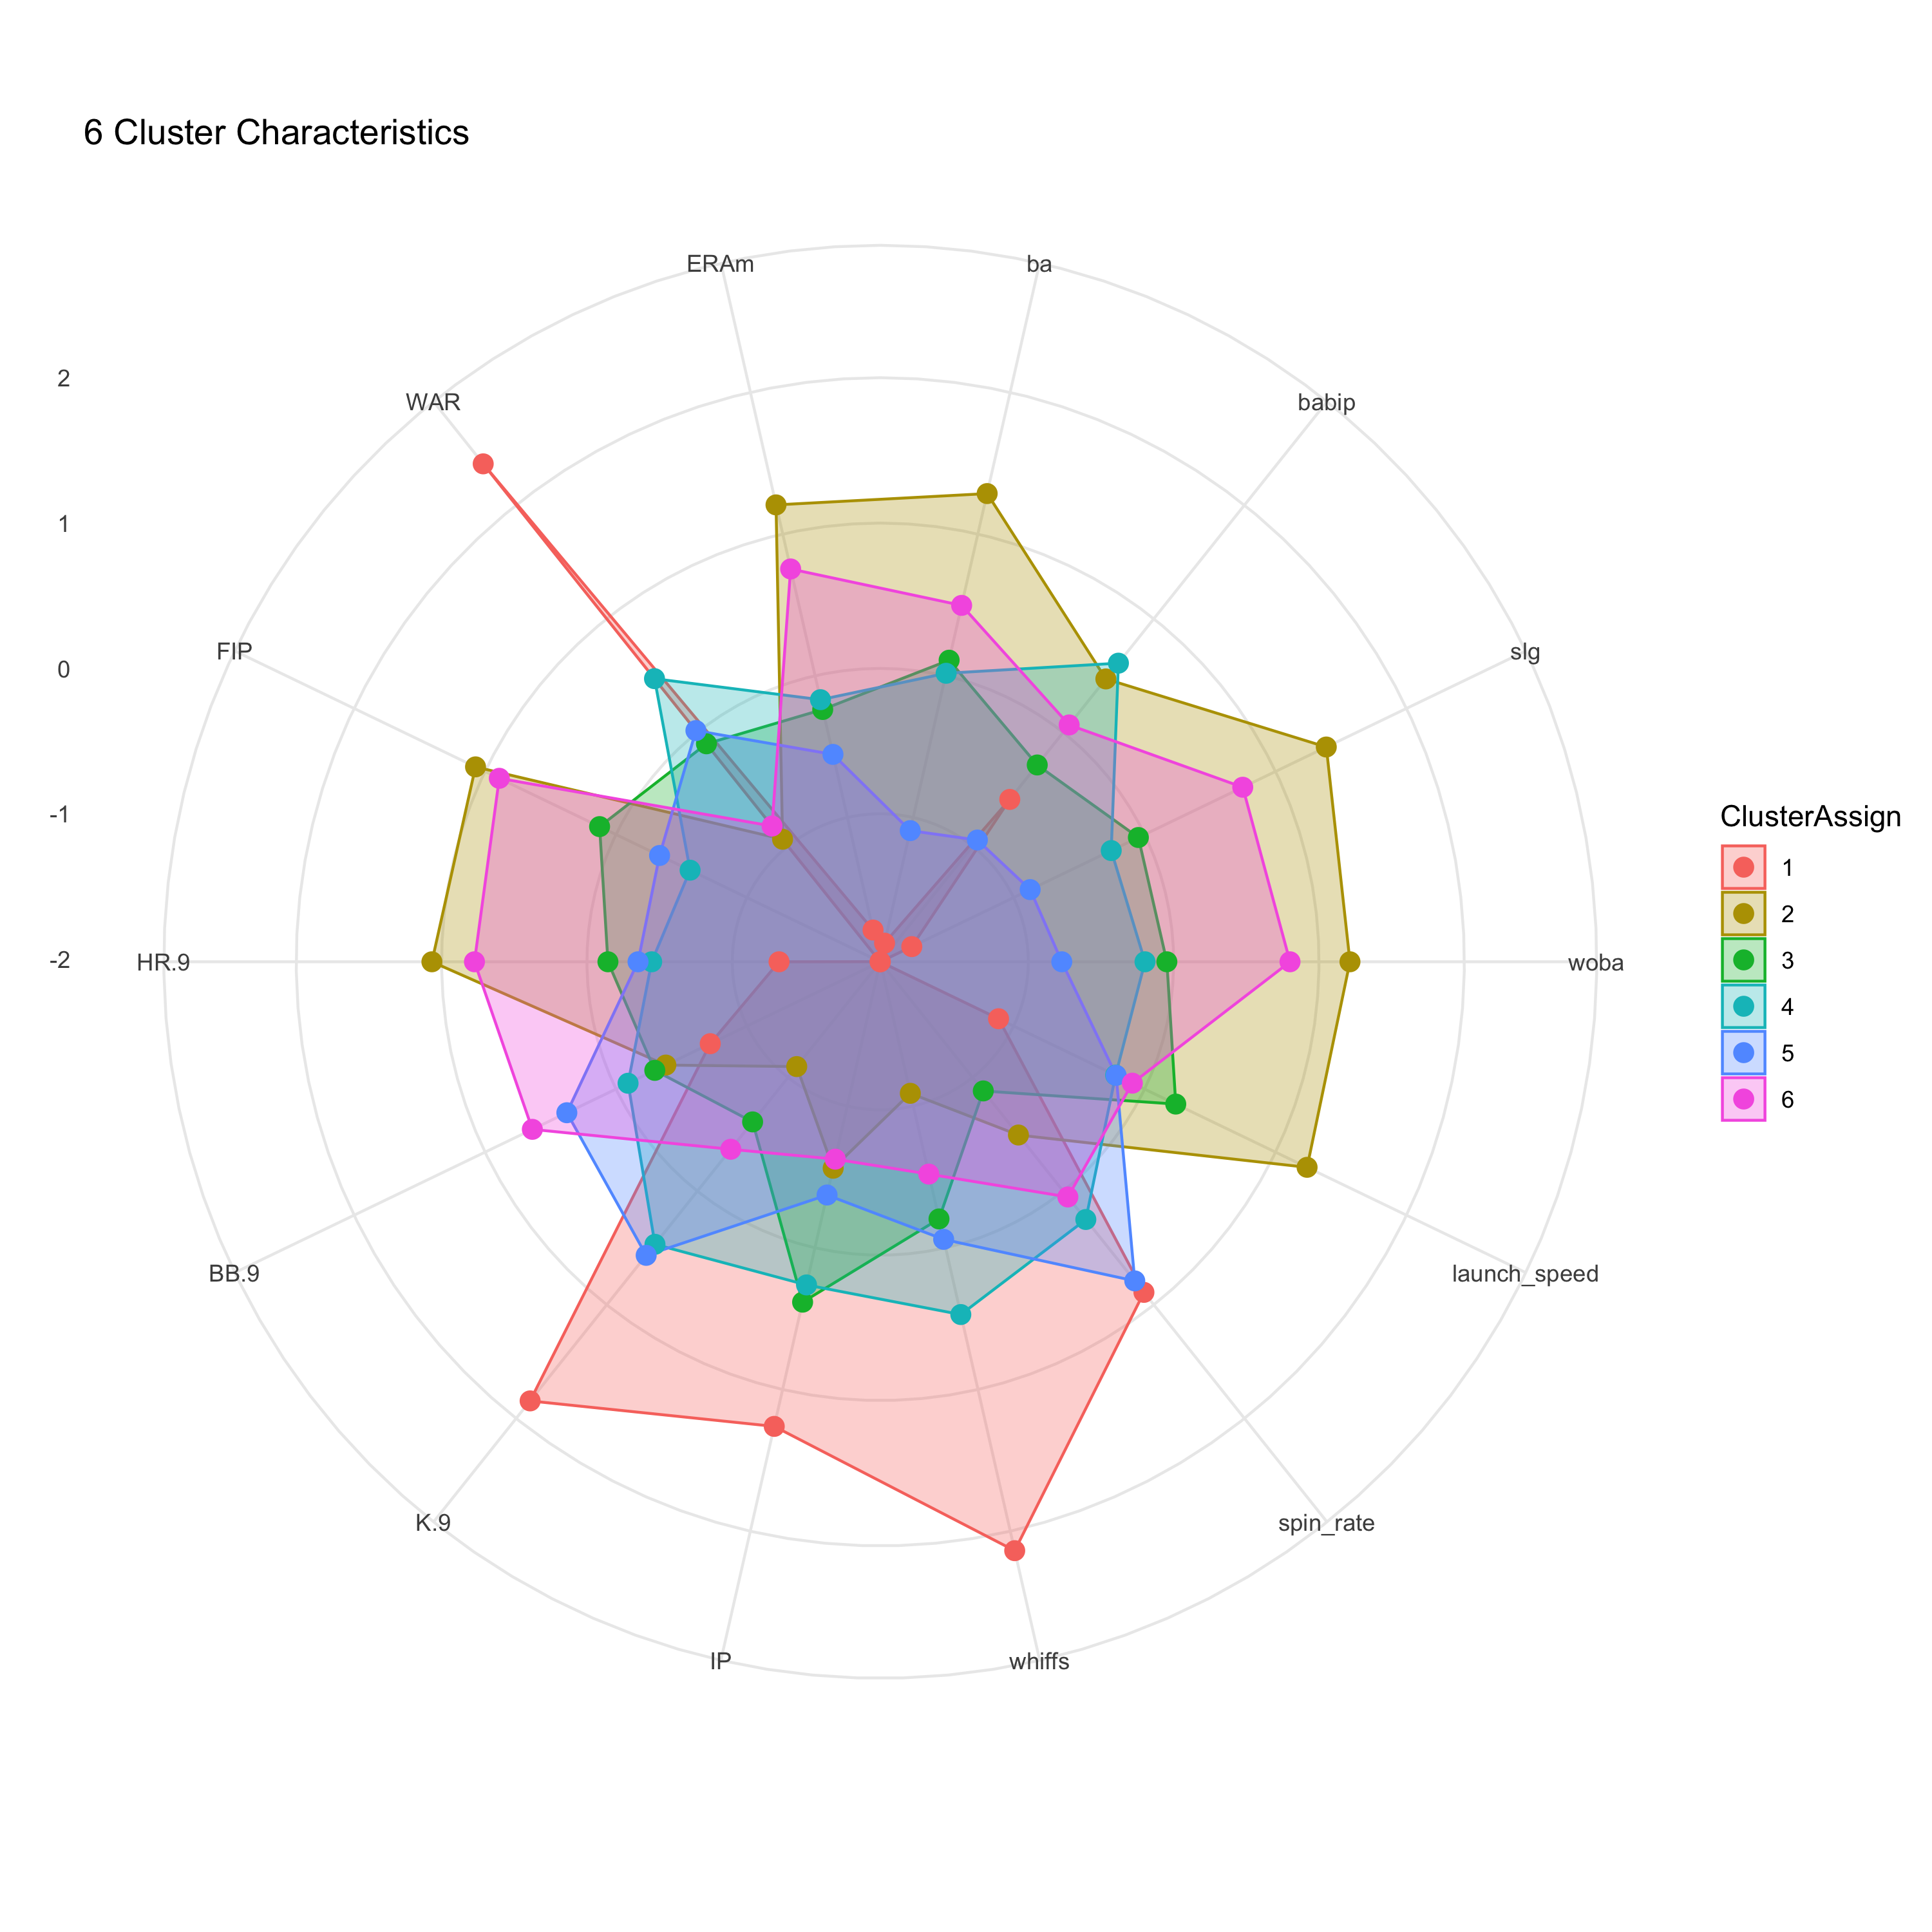 6 Cluster Characteristics
ERAm
ba
2
WAR
babip
1
FIP
slg
0
-1
ClusterAssign
1
2
-2
HR.9
woba
3
4
5
6
BB.9
launch_speed
K.9
spin_rate
IP
whiffs